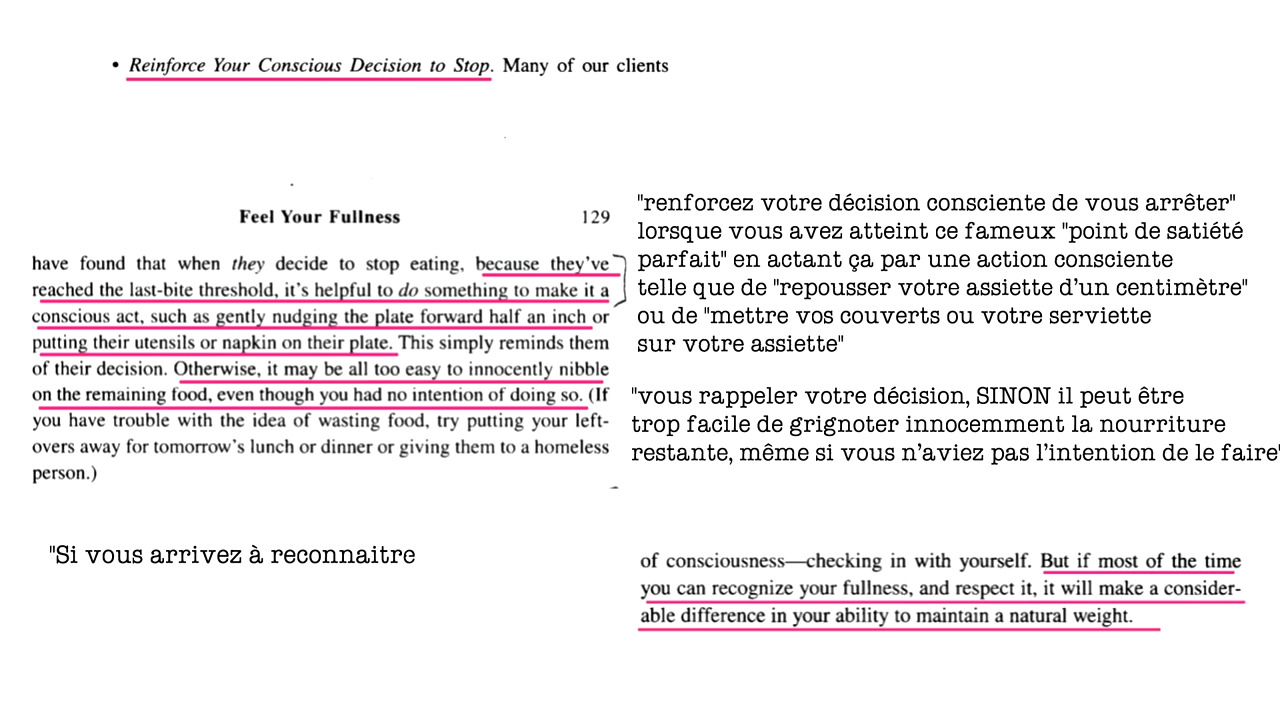 • Reinforce Your Conscious Decision to Stop. Many of our clients
Feel Your Fullness 129
have found that when they decide to stop eating, because they've
reached the last-bite threshold, it's helpful to do something to make it a
conscious act, such as gently nudging the plate forward half an inch or
putting their utensils or napkin on their plate. This simply reminds them
of their decision. Otherwise, it may be all too easy to innocently nibble
on the remaining food, even though you had no intention of doing so. (If
you have trouble with the idea of wasting food, try putting your left-
overs away for tomorrow's lunch or dinner or giving them to a homeless
person.)
"renforcez votre décision consciente de vous arrêter"
lorsque vous avez atteint ce fameux "point de satiété
parfait" en actant ça par une action consciente
telle que de "repousser votre assiette d'un centimètre"
ou de "mettre vos couverts ou votre serviette
sur votre assiette"
"vous rappeler votre décision, SINON il peut être
trop facile de grignoter innocemment la nourriture
restante, même si vous n'aviez pas l'intention de le faire"
"Si vous arrivez à reconnaitre
of consciousness—checking in with yourself. But if most of the time
you can recognize your fullness, and respect it, it will make a consider-
able difference in your ability to maintain a natural weight.